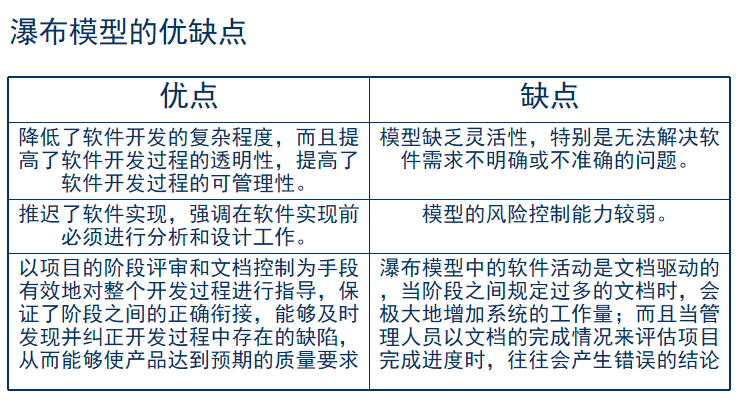 瀑布模型的优缺点
优点
缺点
降低了软件开发的复杂程度，而且提
高了软件开发过程的透明性，提高了
软件开发过程的可管理性。
模型缺乏灵活性，特别是无法解决软
件需求不明确或不准确的问题。
推迟了软件实现，强调在软件实现前
必须进行分析和设计工作。
模型的风险控制能力较弱。
以项目的阶段评审和文档控制为手段
有效地对整个开发过程进行指导，保
证了阶段之间的正确衔接，能够及时
发现并纠正开发过程中存在的缺陷，
从而能够使产品达到预期的质量要求
瀑布模型中的软件活动是文档驱动的
，当阶段之间规定过多的文档时，会
极大地增加系统的工作量；而且当管
理人员以文档的完成情况来评估项目
完成进度时，往往会产生错误的结论